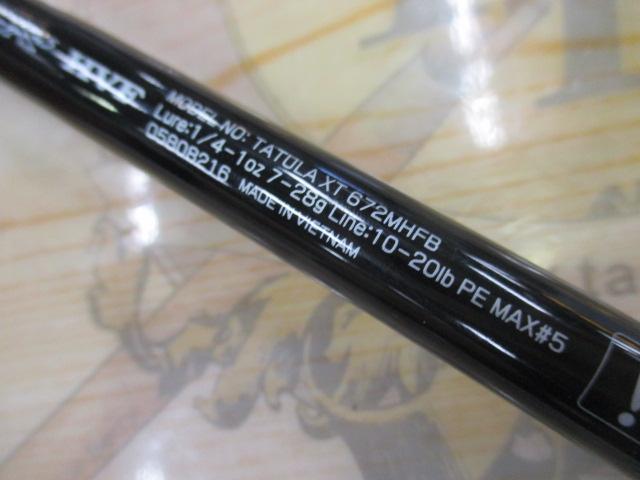 MODEL NO: TATULA XT 672MHFB
Lure:1/4-1oz 7-28g Line:10-20lb PE MAX#5
05808216 MADE IN VIETNAM